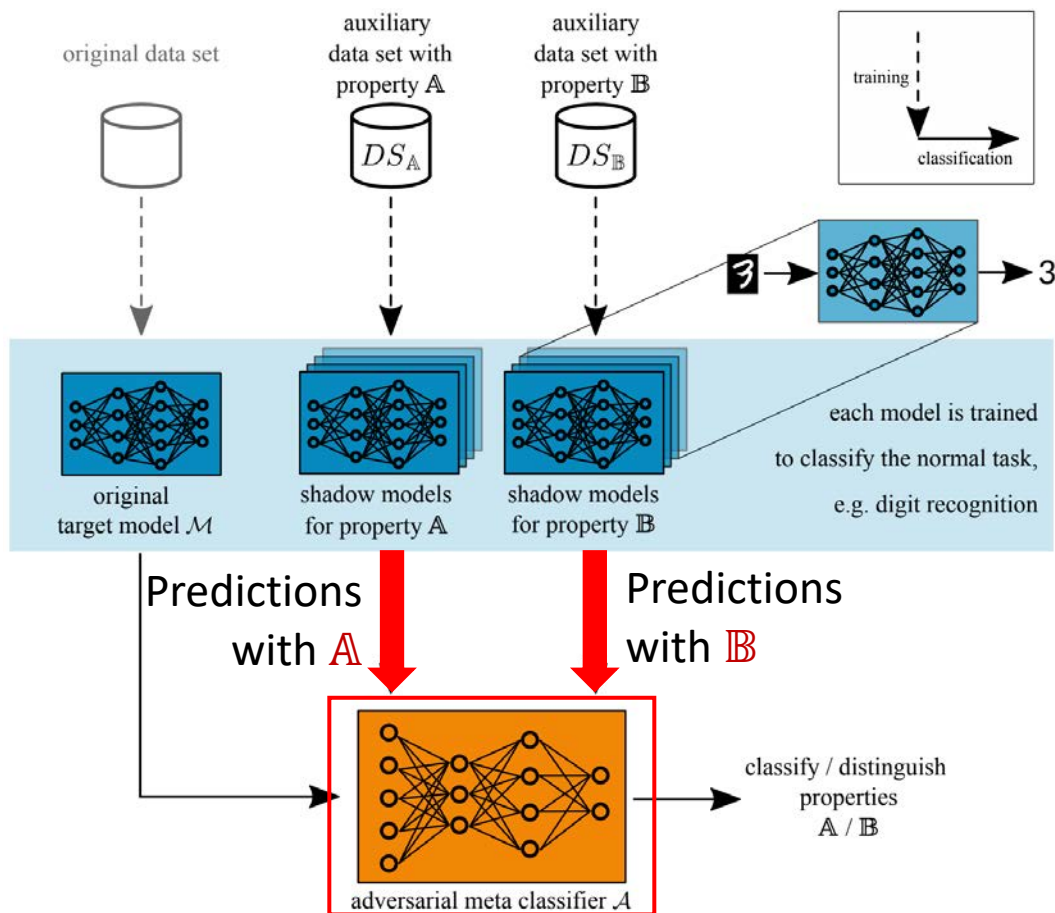 original data set
auxiliary
data set with
property 𝔸
auxiliary
data set with
property 𝔹
training
classification
DS𝔸
DS𝔹
3
3
each model is trained
to classify the normal task,
e.g. digit recognition
original
target model ℳ
shadow models
for property 𝔸
shadow models
for property 𝔹
Predictions
with 𝔸
Predictions
with 𝔹
classify / distinguish
properties
𝔸 / 𝔹
adversarial meta classifier 𝒜